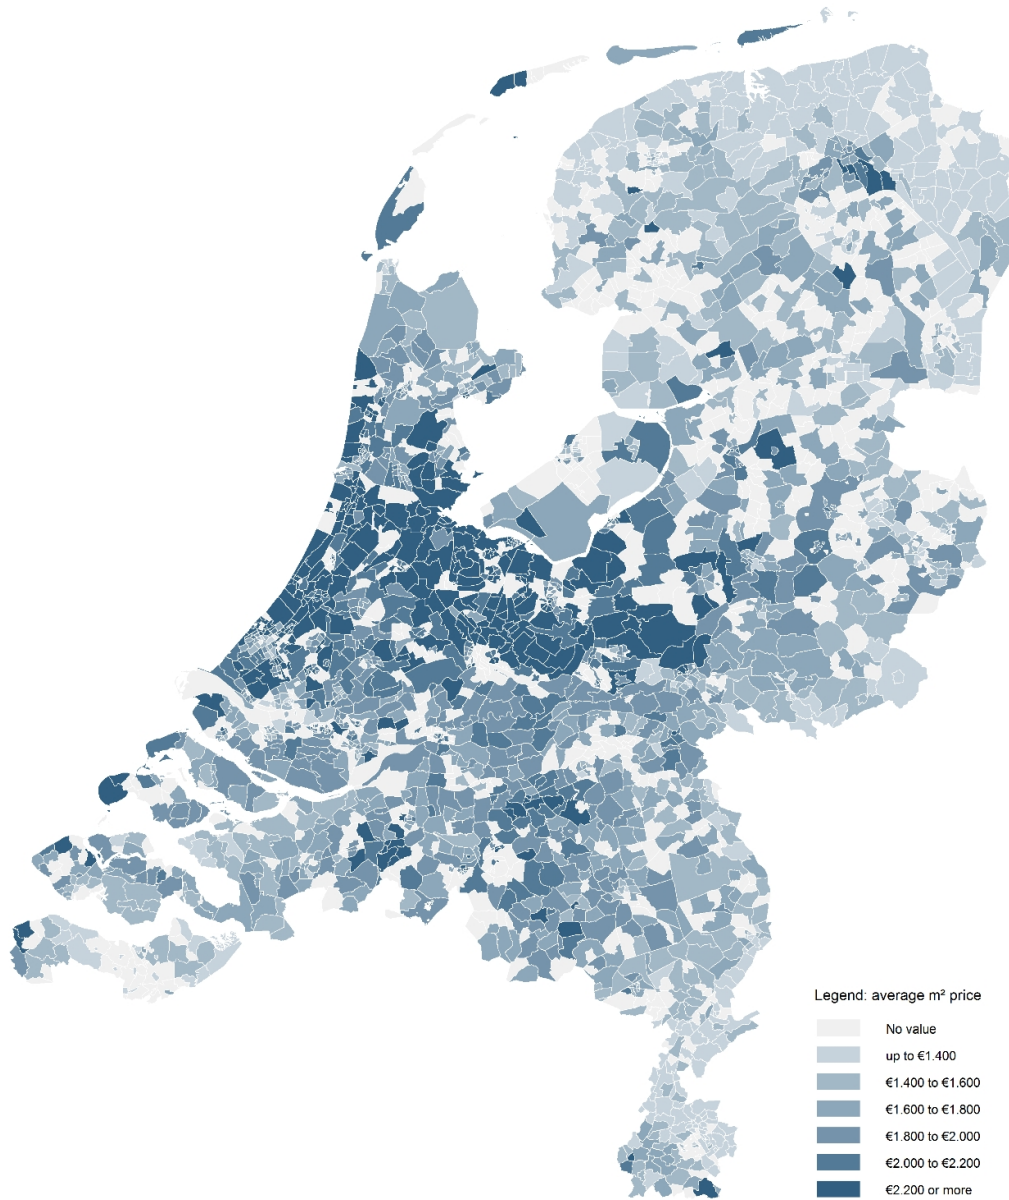 Legend: average m² price
No value
up to €1.400
€1.400 to €1.600
€1.600 to €1.800
€1.800 to €2.000
€2.000 to €2.200
€2.200 or more